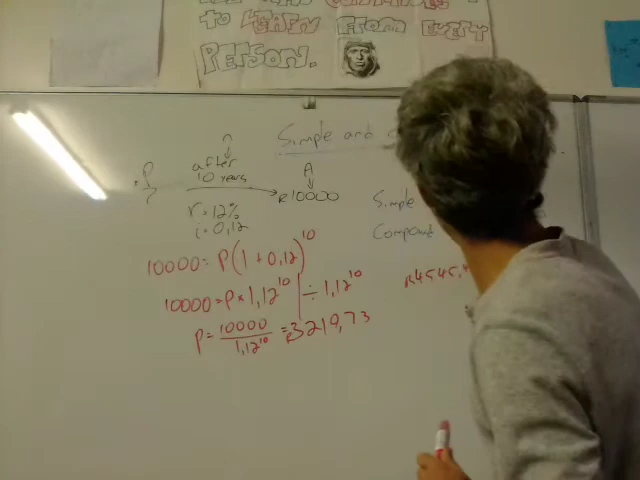 to LEARN FROM EVERY
PERSON.
Simple and
n
after
10 years
P
?
A
R10000
r = 12%
i = 0,12
Simple
Compound
10000 = P(1 + 0,12)^10
10000 = P × 1,12^10 | ÷ 1,12^10
R4545,
P = 10000 / 1,12^10 = R3219,73